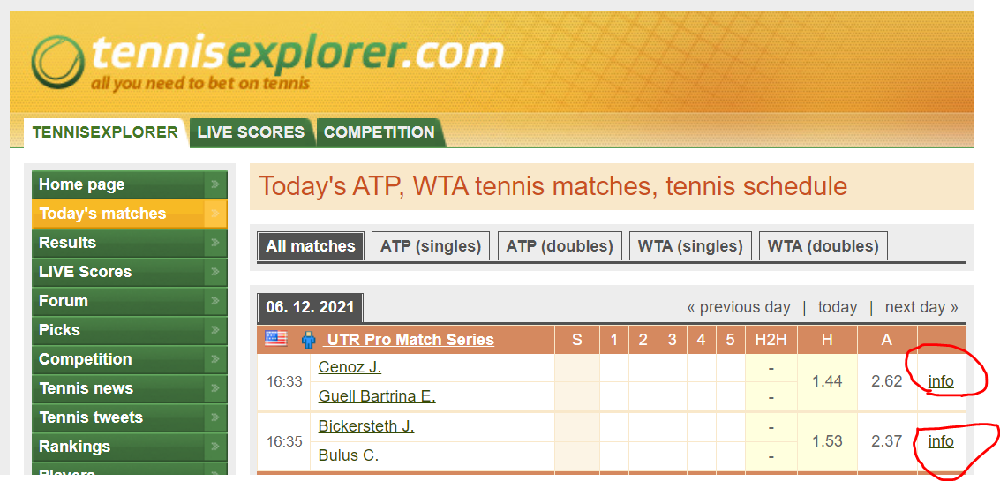 tennisexplorer.com
all you need to bet on tennis
TENNISEXPLORER LIVE SCORES COMPETITION
Home page »
Today's matches »
Results »
LIVE Scores »
Forum »
Picks »
Competition »
Tennis news »
Tennis tweets »
Rankings »
Players
Today's ATP, WTA tennis matches, tennis schedule
All matches ATP (singles) ATP (doubles) WTA (singles) WTA (doubles)
06. 12. 2021 « previous day | today | next day »
UTR Pro Match Series S 1 2 3 4 5 H2H H A
16:33 Cenoz J. - 1.44 2.62 info
Guell Bartrina E. -
16:35 Bickersteth J. - 1.53 2.37 info
Bulus C. -